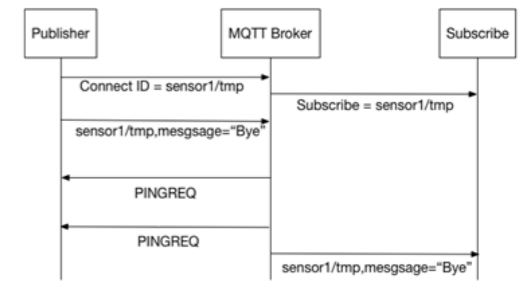 Publisher
MQTT Broker
Subscribe
Connect ID = sensor1/tmp
Subscribe = sensor1/tmp
sensor1/tmp,mesgsage=“Bye”
PINGREQ
PINGREQ
sensor1/tmp,mesgsage=“Bye”